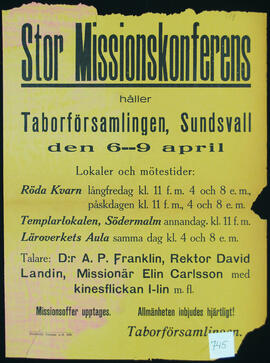 Stor Missionskonferens
håller
Taborförsamlingen, Sundsvall
den 6--9 april
Lokaler och mötestider:
Röda Kvarn långfredag kl. 11 f. m. 4 och 8 e. m.,
påskdagen kl. 11 f. m., 4 och 8 e. m.
Templarlokalen, Södermalm annandag. kl. 11 f.m.
Läroverkets Aula samma dag kl. 4 och 8 e.m.
Talare: D:r A. P. Franklin, Rektor David
Landin, Missionär Elin Carlsson med
kinesflickan I-lin m. fl.
Missionsoffer upptages. Allmänheten inbjudes hjärtligt!
Taborförsamlingen.
745